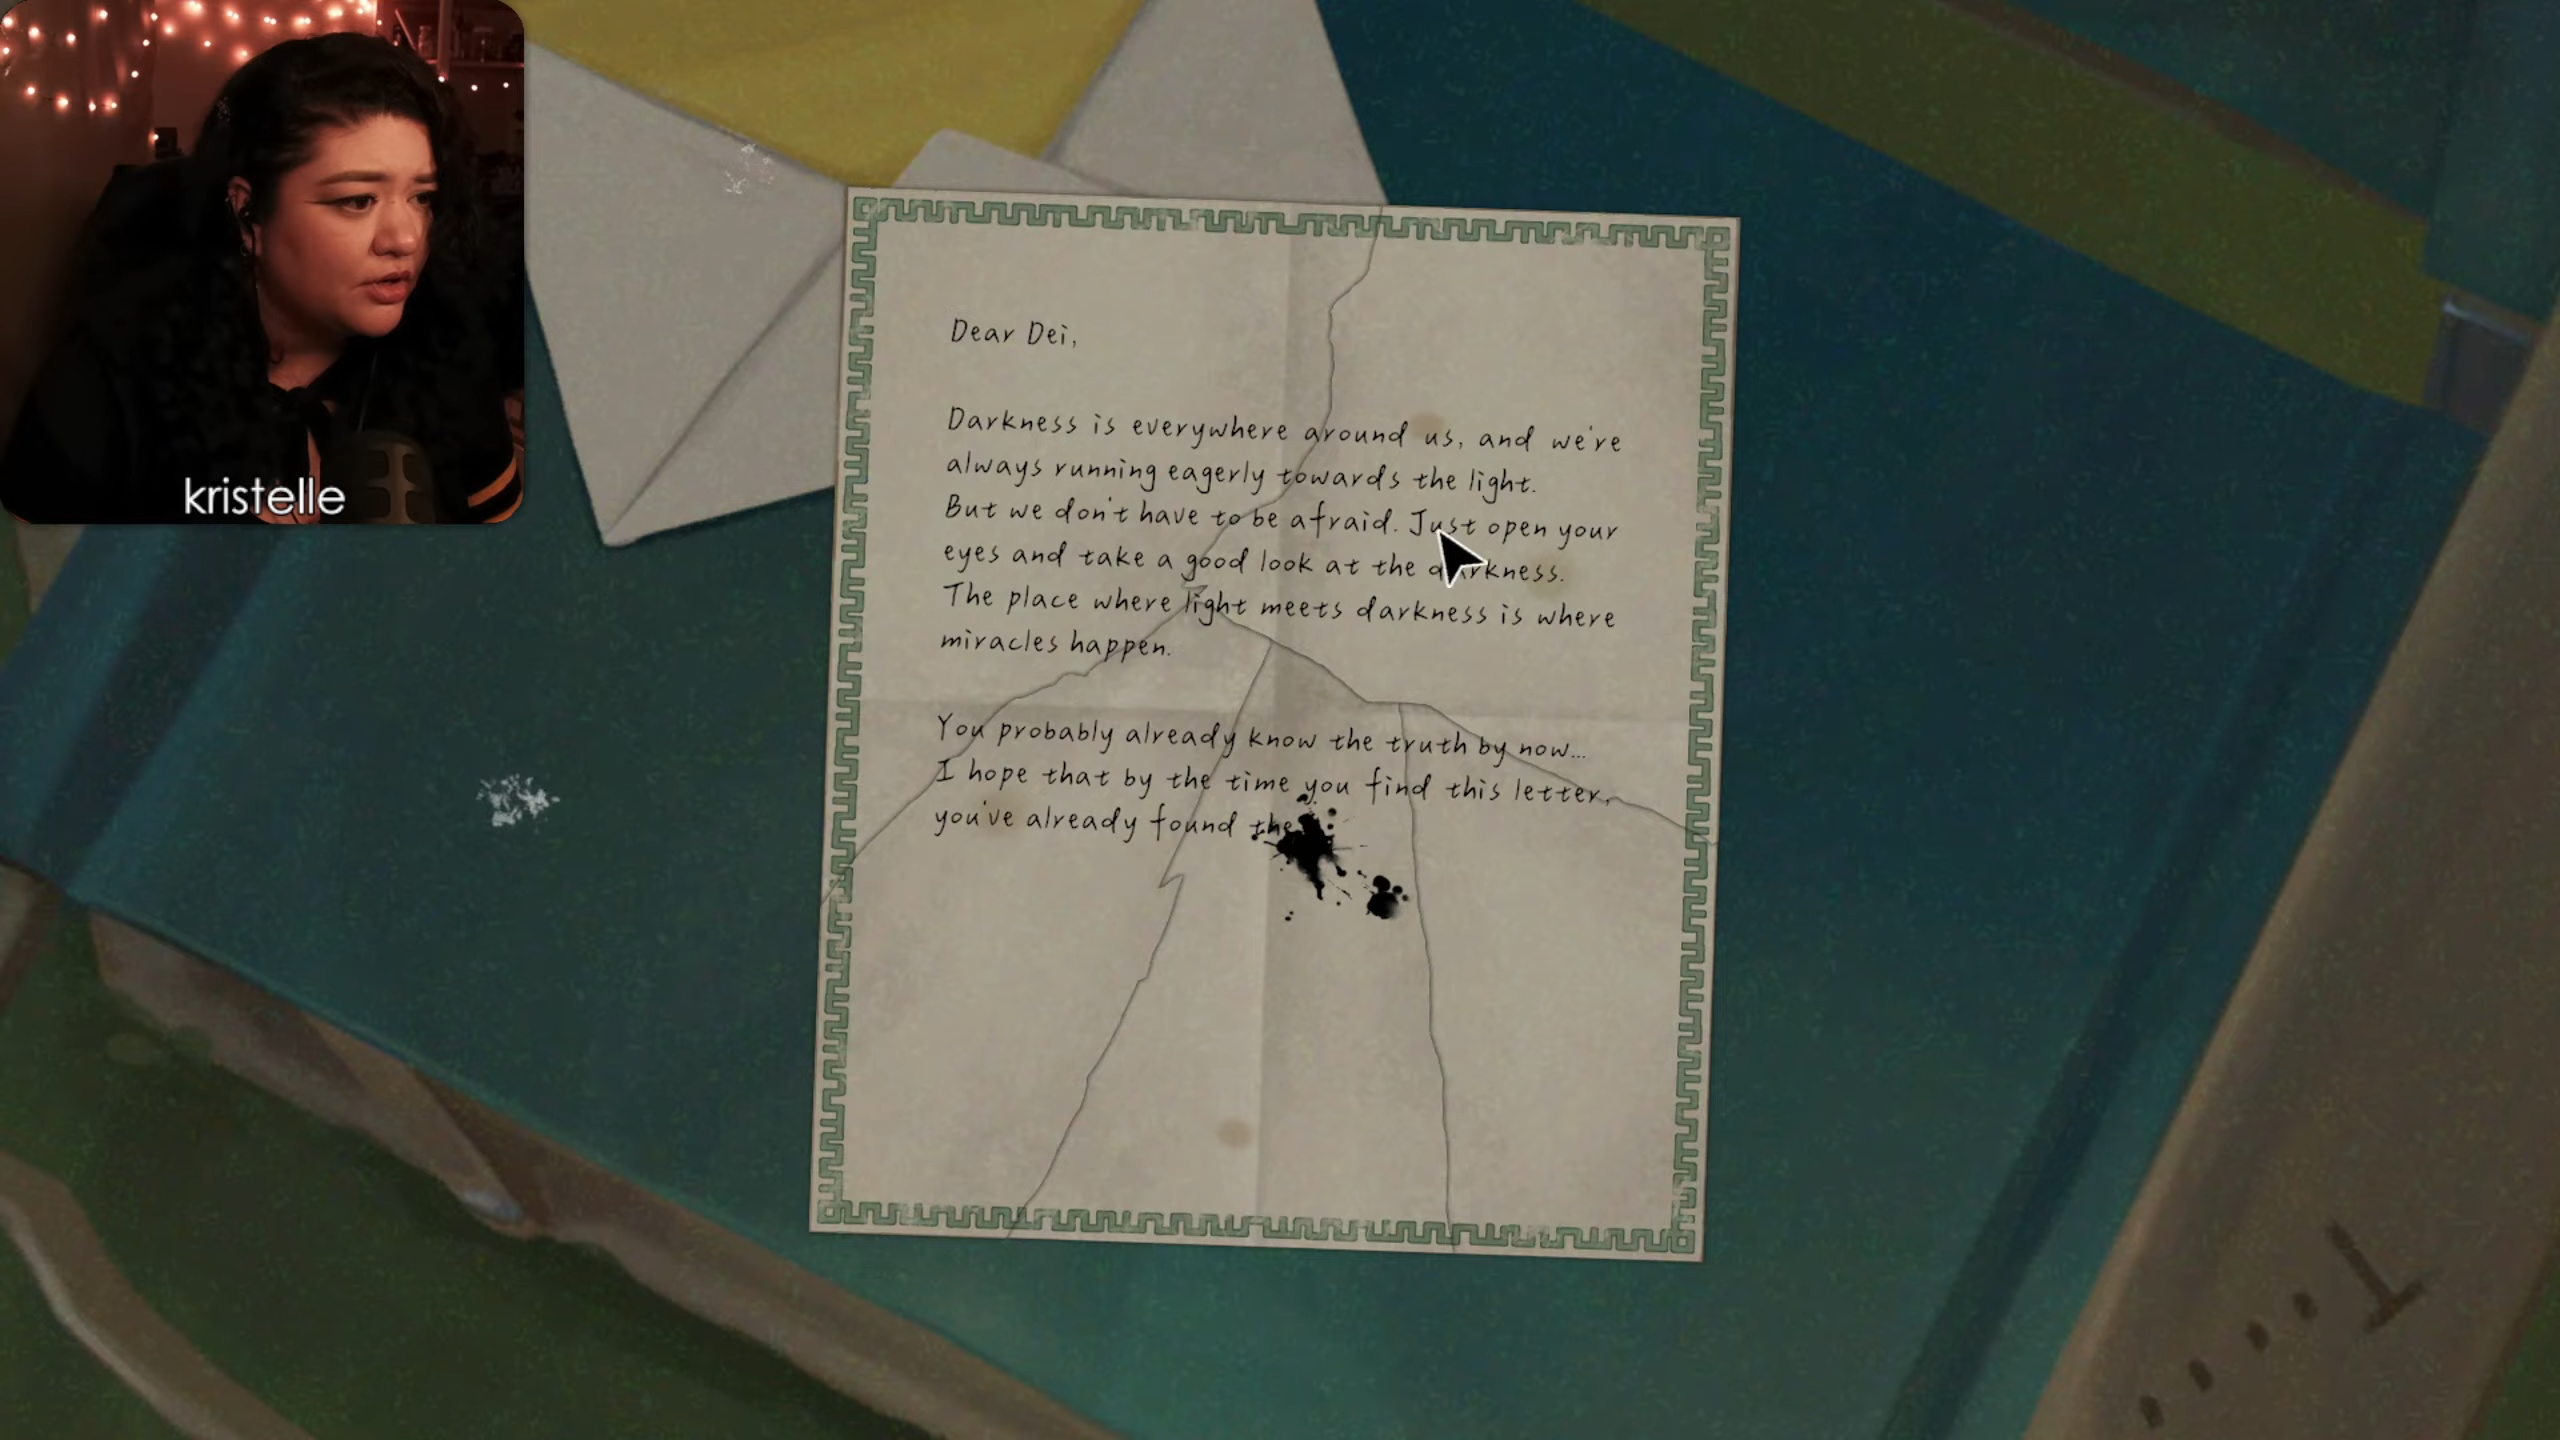 kristelle
Dear Dei,
Darkness is everywhere around us, and we're
always running eagerly towards the light.
But we don't have to be afraid. Just open your
eyes and take a good look at the darkness.
The place where light meets darkness is where
miracles happen.
You probably already know the truth by now...
I hope that by the time you find this letter,
you've already found the